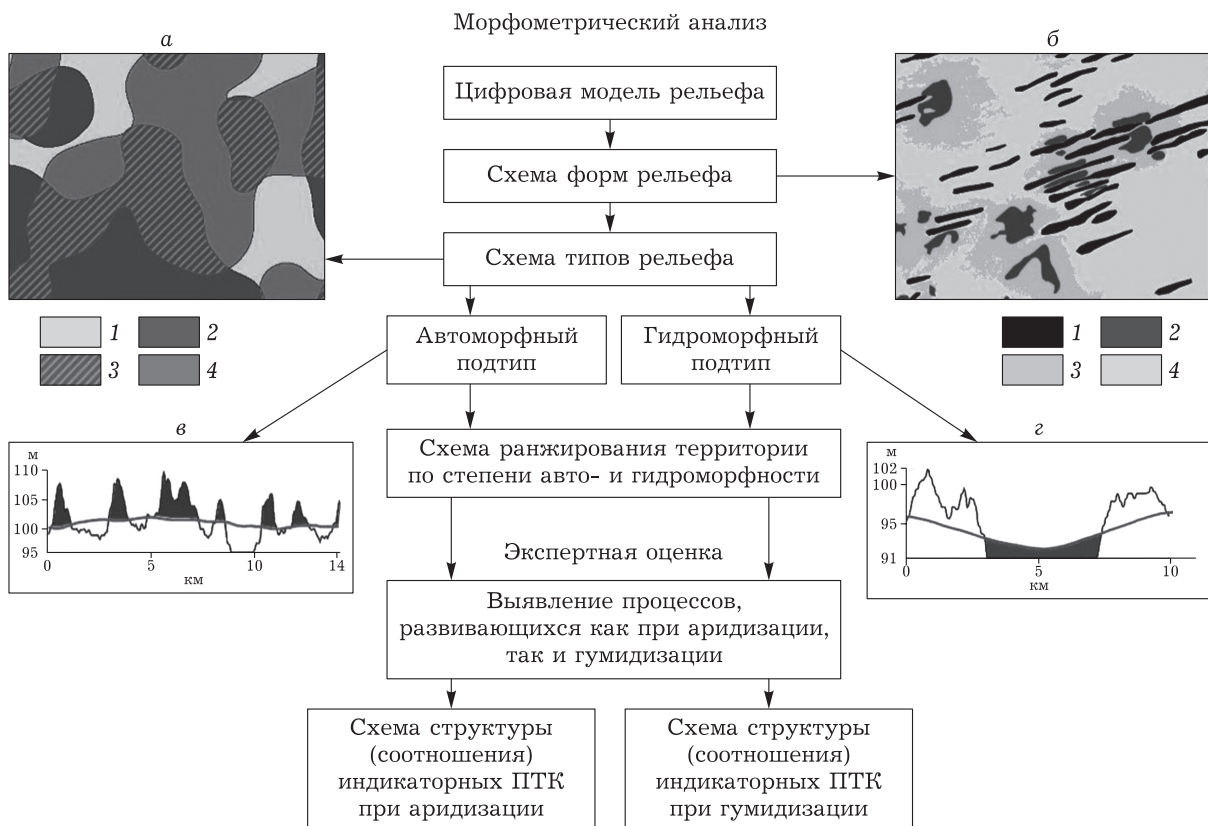 Морфометрический анализ
а
б
Цифровая модель рельефа
Схема форм рельефа
Схема типов рельефа
1
2
3
4
1
2
3
4
Автоморфный
подтип
Гидроморфный
подтип
в
м
110
105
100
95
0
5
10
14
км
г
м
102
100
95
91
0
5
10
км
Схема ранжирования территории
по степени авто- и гидроморфности
Экспертная оценка
Выявление процессов,
развивающихся как при аридизации,
так и гумидизации
Схема структуры
(соотношения)
индикаторных ПТК
при аридизации
Схема структуры
(соотношения)
индикаторных ПТК
при гумидизации